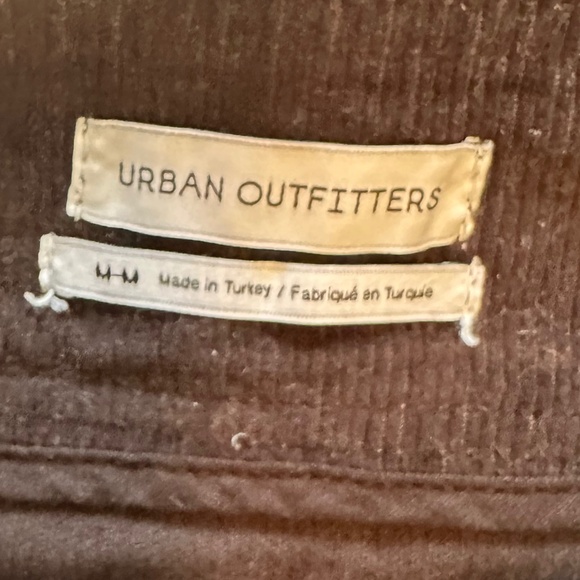 URBAN OUTFITTERS
M-M Made in Turkey / Fabriqué en Turquie